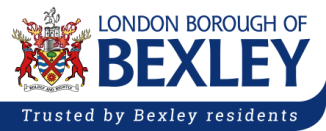 LONDON BOROUGH OF
BEXLEY
Trusted by Bexley residents